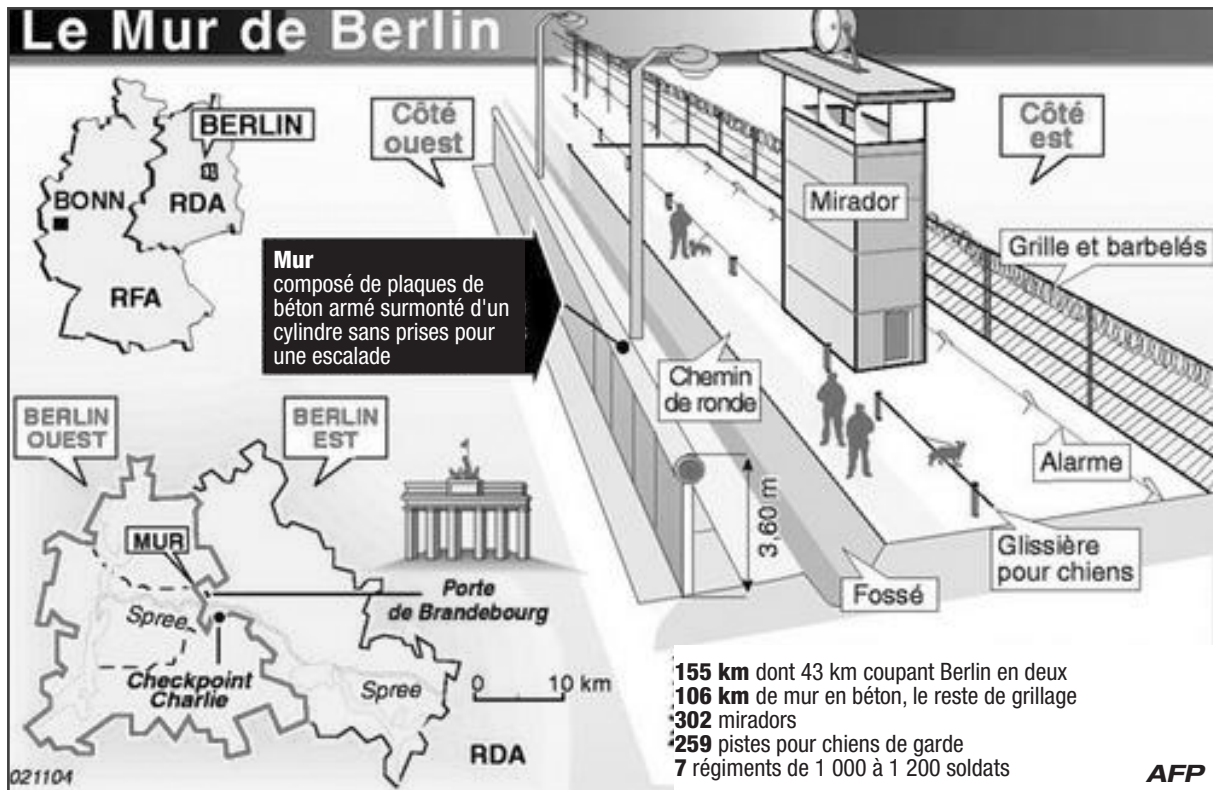 Le Mur de Berlin
BERLIN
BONN
RDA
RFA
Côté
ouest
Côté
est
Mirador
Grille et barbelés
Mur
composé de plaques de
béton armé surmonté d'un
cylindre sans prises pour
une escalade
Chemin
de ronde
Alarme
3,60 m
Glissière
pour chiens
Fossé
BERLIN
OUEST
BERLIN
EST
MUR
Porte
de Brandebourg
Spree
Checkpoint
Charlie
Spree
0 10 km
RDA
155 km dont 43 km coupant Berlin en deux
106 km de mur en béton, le reste de grillage
302 miradors
259 pistes pour chiens de garde
7 régiments de 1 000 à 1 200 soldats
021104
AFP